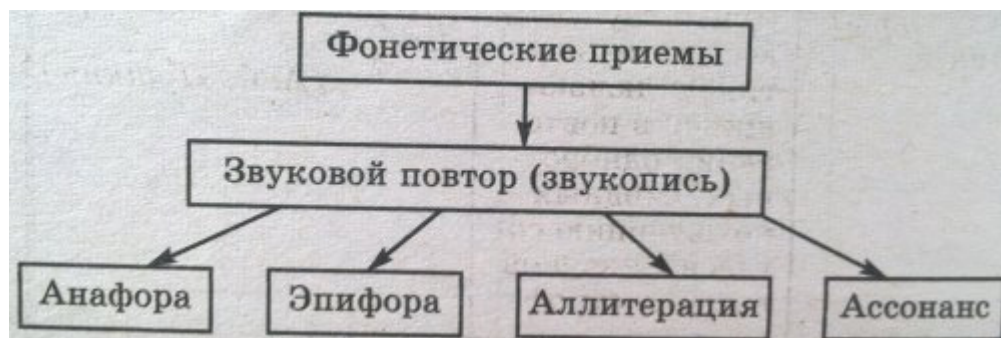 Фонетические приемы
Звуковой повтор (звукопись)
Анафора
Эпифора
Аллитерация
Ассонанс